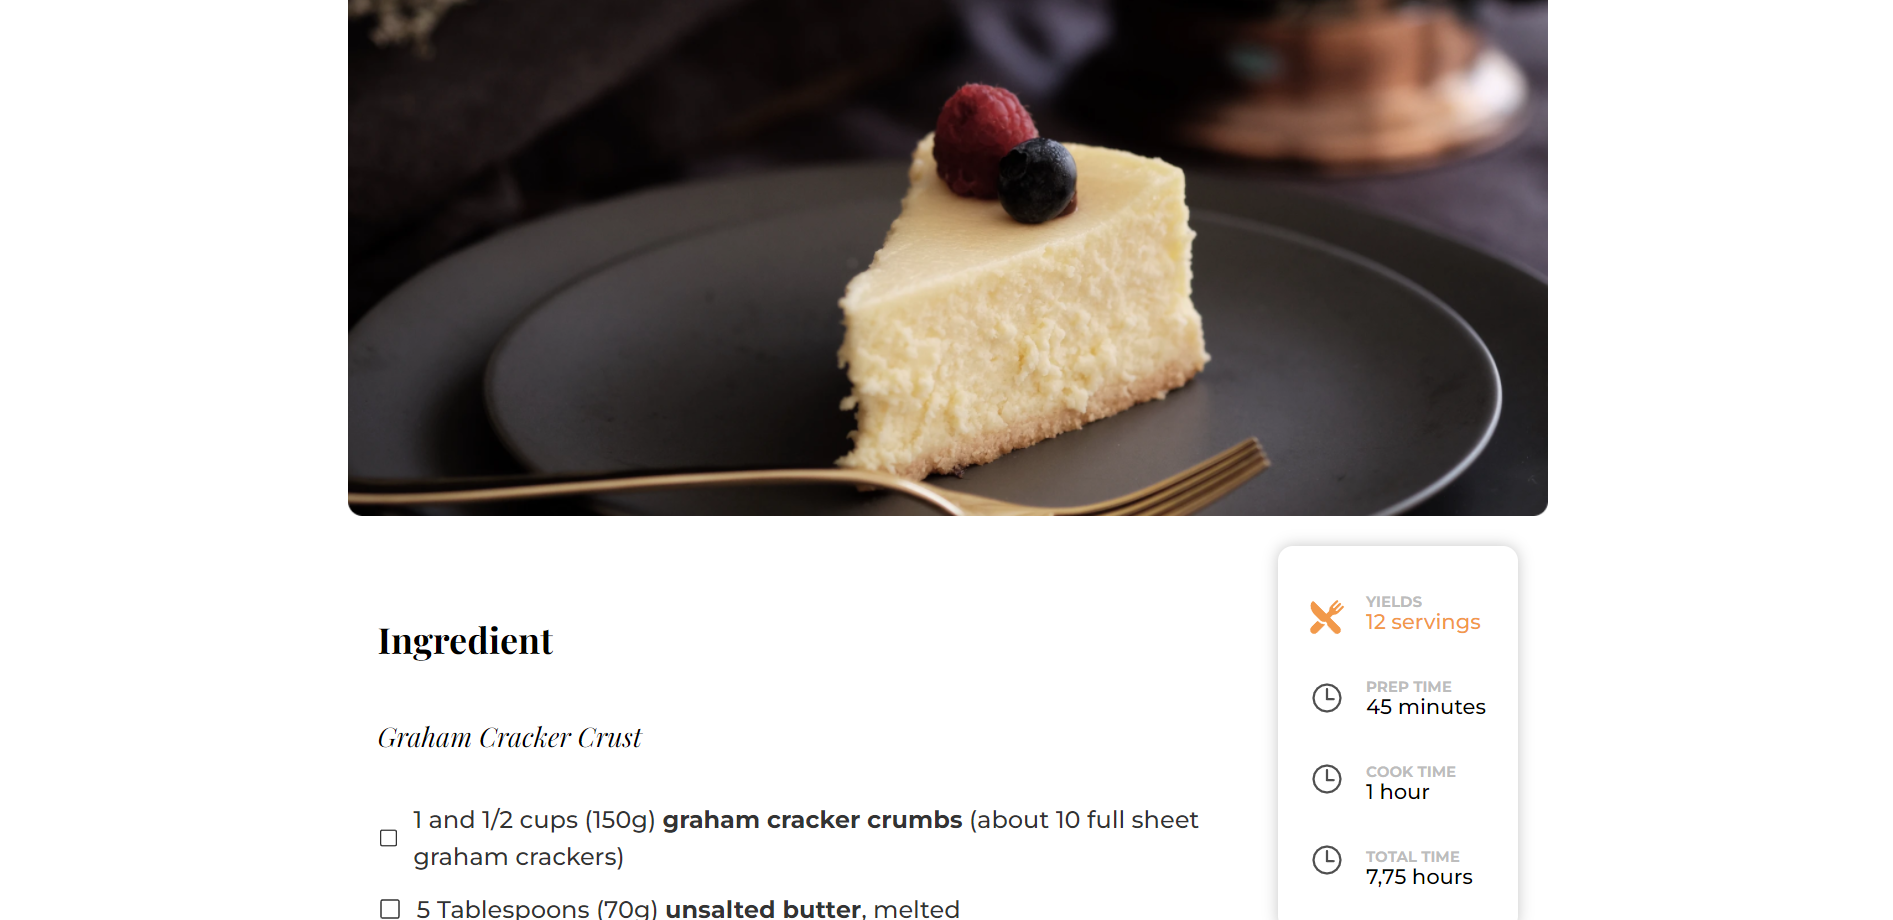 Ingredient
Graham Cracker Crust
1 and 1/2 cups (150g) graham cracker crumbs (about 10 full sheet
graham crackers)
5 Tablespoons (70g) unsalted butter, melted
YIELDS
12 servings
PREP TIME
45 minutes
COOK TIME
1 hour
TOTAL TIME
7,75 hours